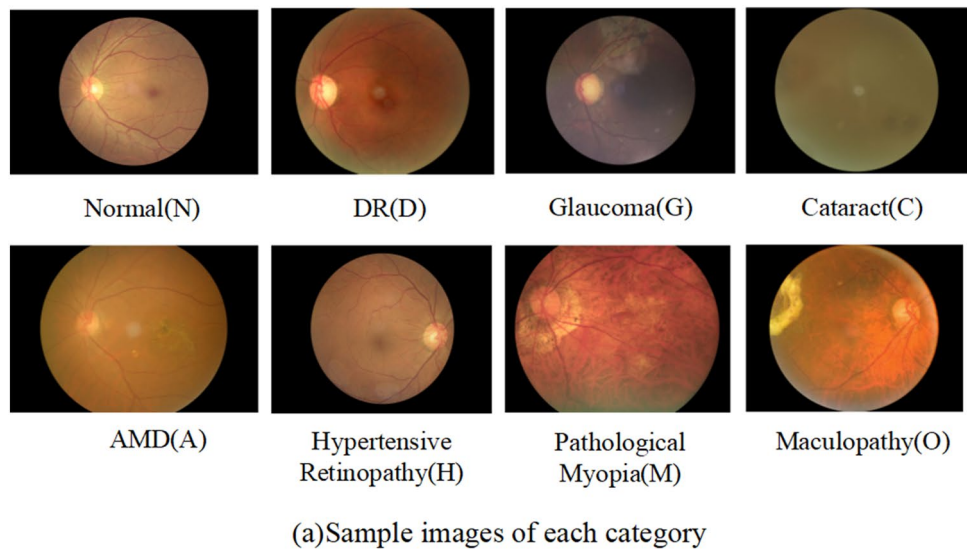 Normal(N)
DR(D)
Glaucoma(G)
Cataract(C)
AMD(A)
Hypertensive
Retinopathy(H)
Pathological
Myopia(M)
Maculopathy(O)
(a)Sample images of each category